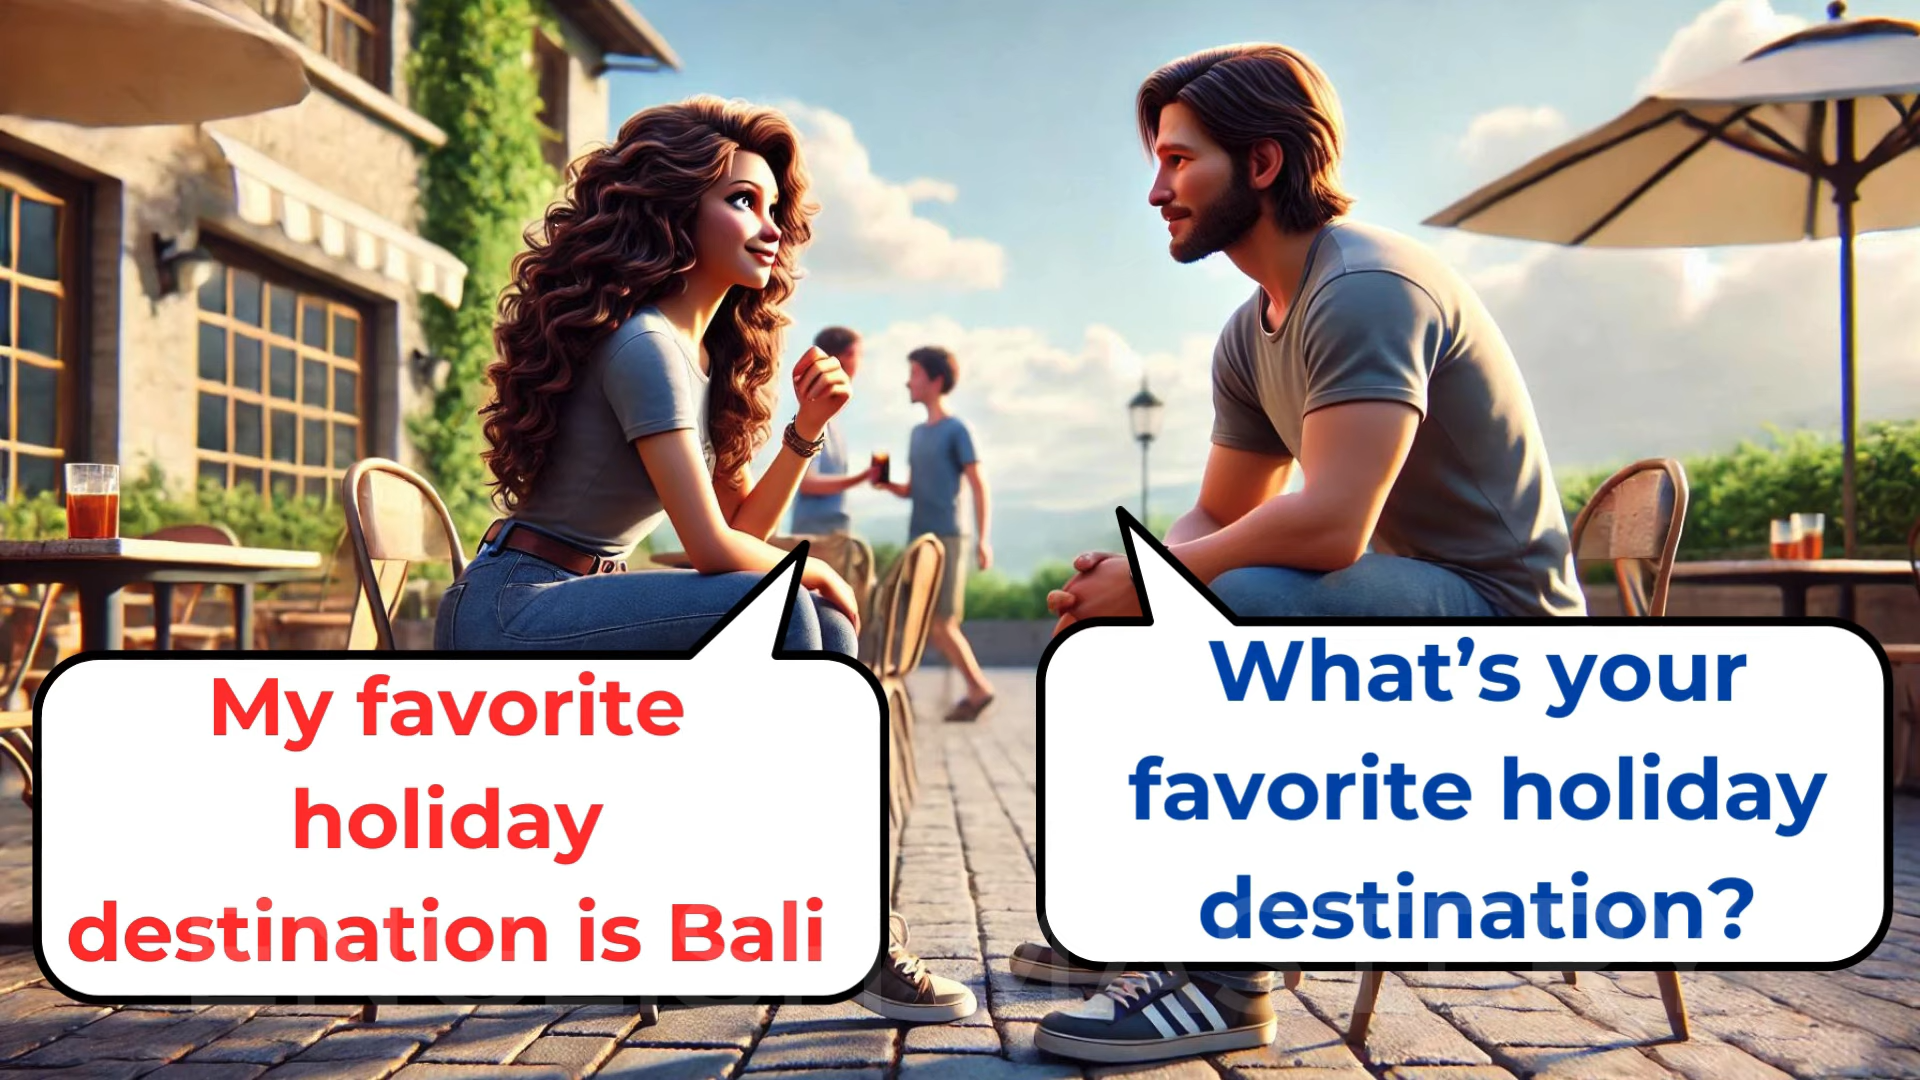 My favorite
holiday
destination is Bali
What's your
favorite holiday
destination?